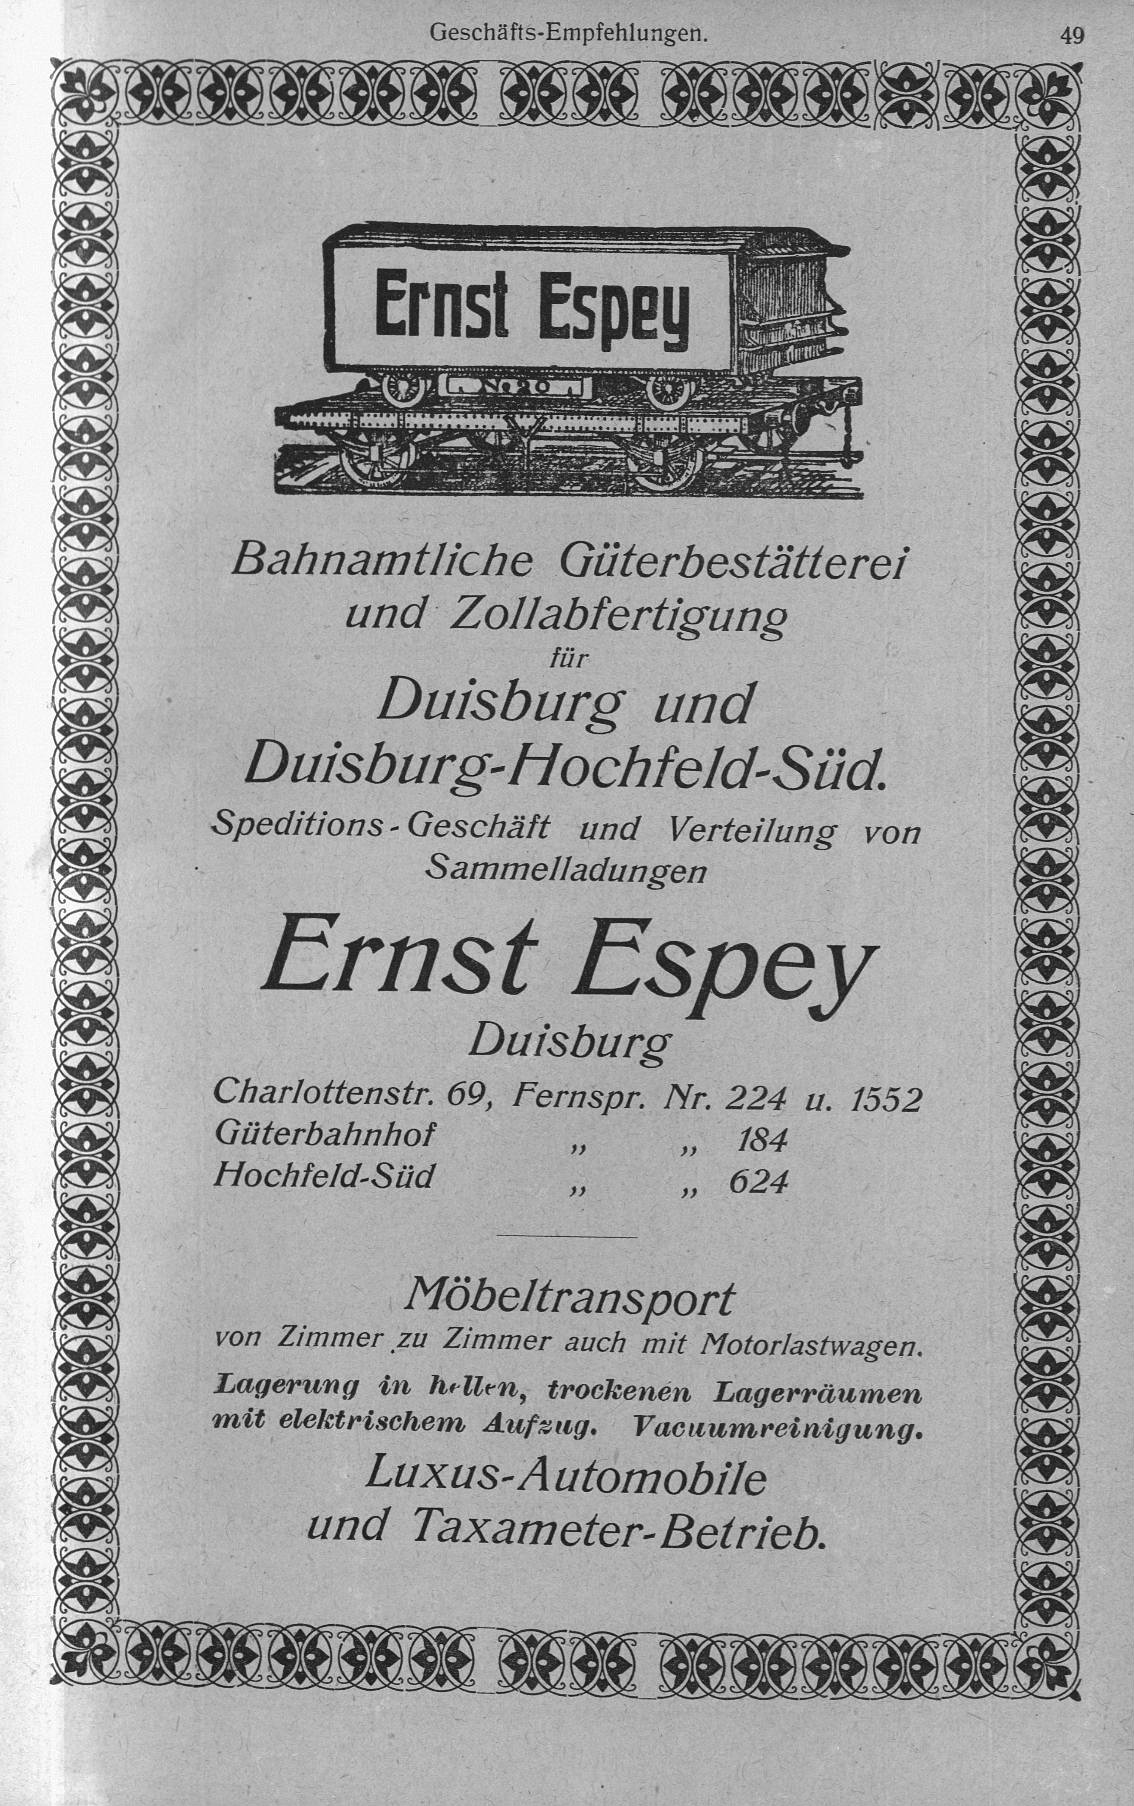 Geschäfts-Empfehlungen. 49
Ernst Espey
No 20
Bahnamtliche Güterbestätterei
und Zollabfertigung
für
Duisburg und
Duisburg-Hochfeld-Süd.
Speditions-Geschäft und Verteilung von
Sammelladungen
Ernst Espey
Duisburg
Charlottenstr. 69, Fernspr. Nr. 224 u. 1552
Güterbahnhof „ „ 184
Hochfeld-Süd „ „ 624
Möbeltransport
von Zimmer zu Zimmer auch mit Motorlastwagen.
Lagerung in hellen, trockenen Lagerräumen
mit elektrischem Aufzug. Vacuumreinigung.
Luxus-Automobile
und Taxameter-Betrieb.